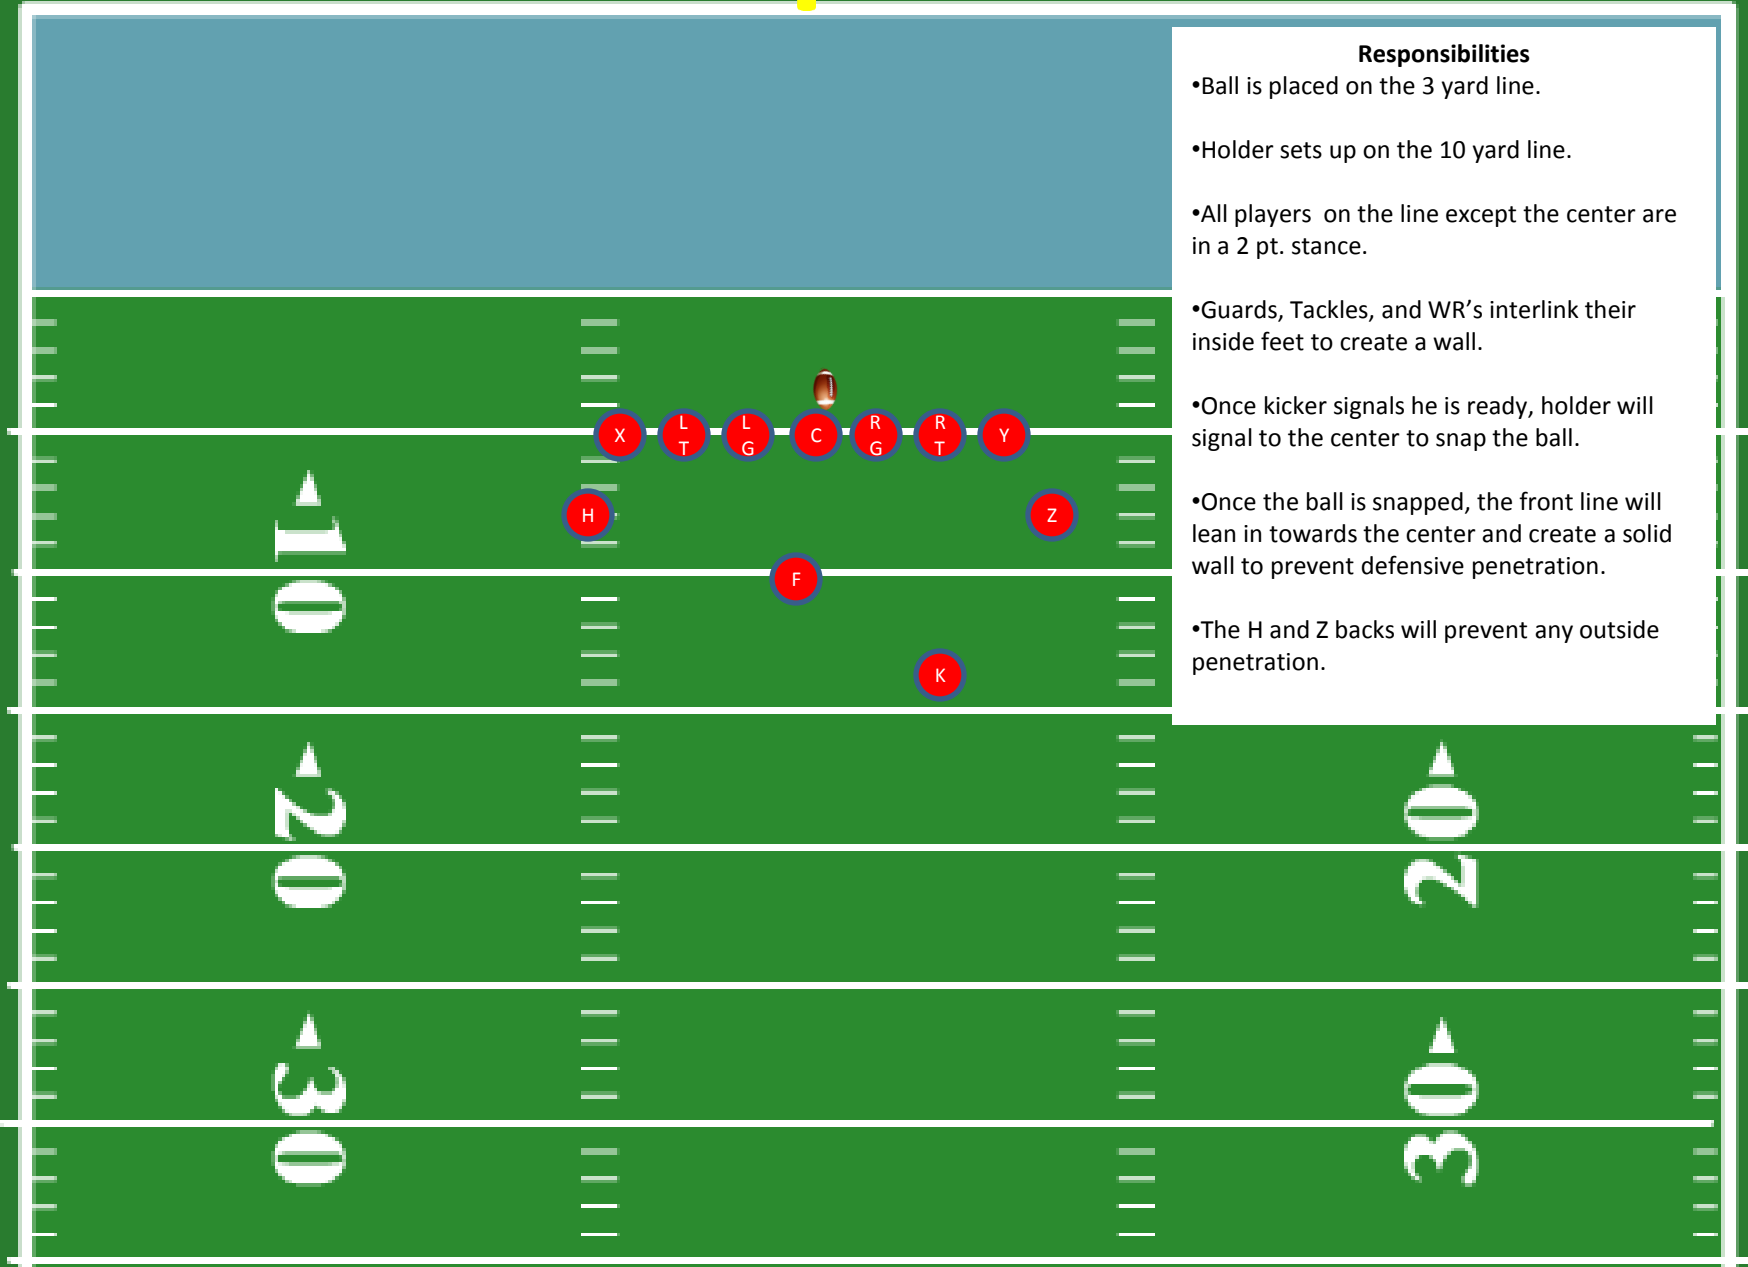 Responsibilities
•Ball is placed on the 3 yard line.
•Holder sets up on the 10 yard line.
•All players  on the line except the center are
in a 2 pt. stance.
•Guards, Tackles, and WR’s interlink their
inside feet to create a wall.
•Once kicker signals he is ready, holder will
signal to the center to snap the ball.
•Once the ball is snapped, the front line will
lean in towards the center and create a solid
wall to prevent defensive penetration.
•The H and Z backs will prevent any outside
penetration.
X LT LG C RG RT Y
H Z
F
K
10
20 20
30 30